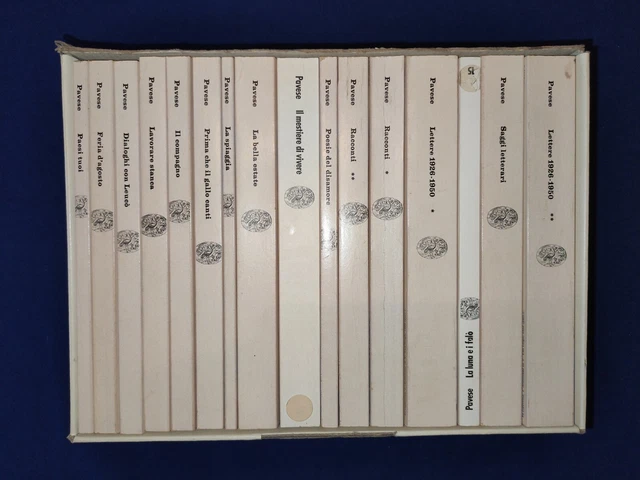 Pavese Paesi tuoi
Pavese Feria d'agosto
Pavese Dialoghi con Leucò
Pavese Lavorare stanca
Pavese Il compagno
Pavese Prima che il gallo canti
Pavese La spiaggia
Pavese La bella estate
Pavese Il mestiere di vivere
Pavese Poesie del disamore
Pavese Racconti **
Pavese Racconti *
Pavese Lettere 1926-1950 *
Pavese La luna e i falò
Pavese Saggi letterari
Pavese Lettere 1926-1950 **